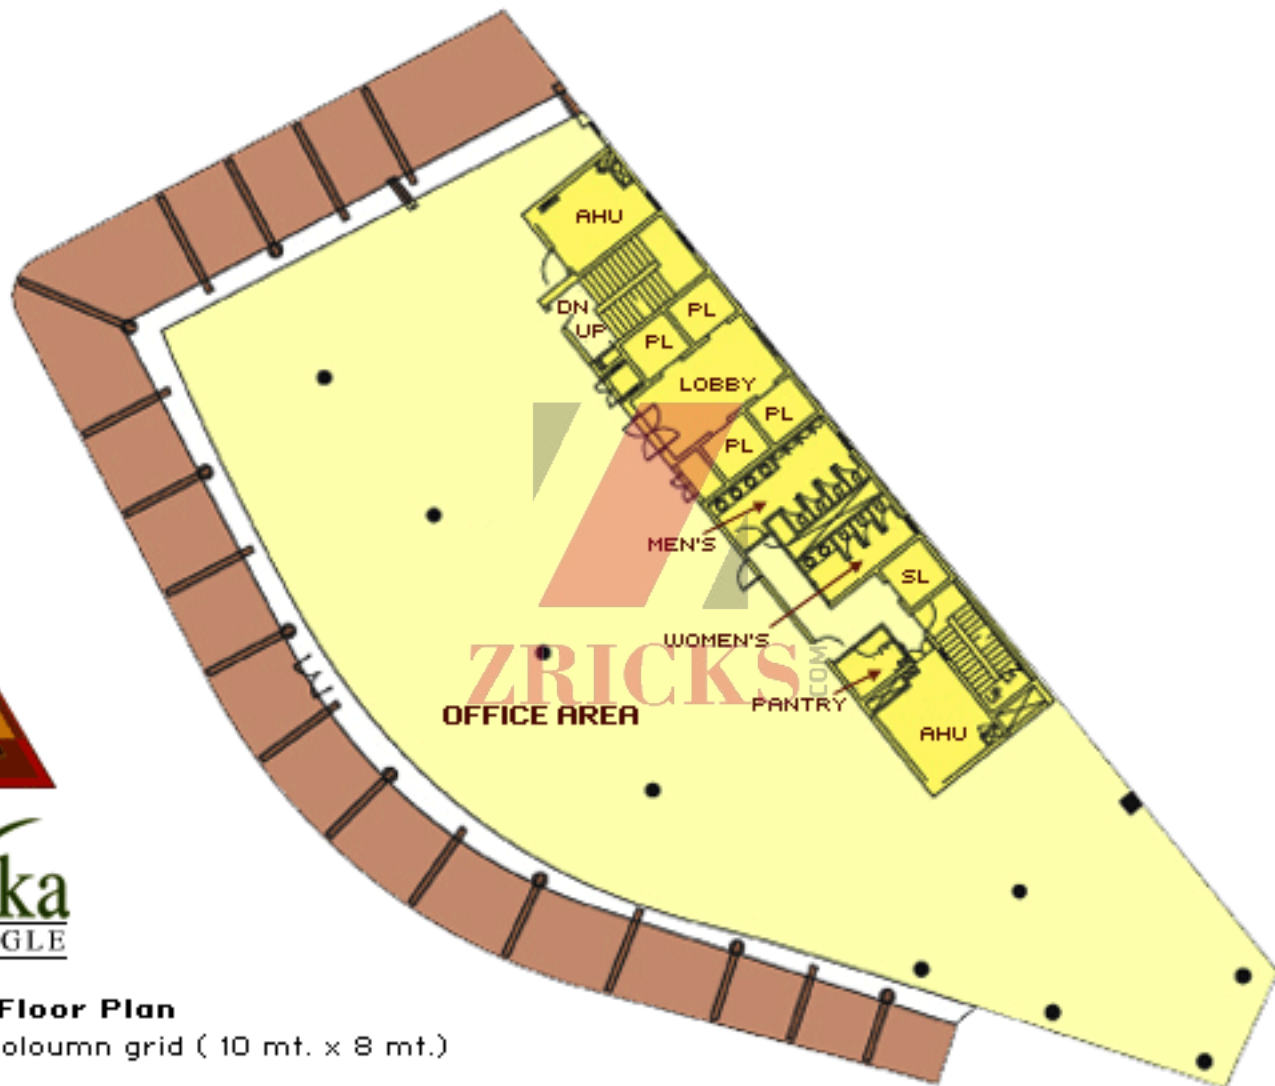 AHU
DN
UP
PL
PL
LOBBY
PL
PL
MEN'S
SL
WOMEN'S
ZRICKS
.COM
PANTRY
OFFICE AREA
AHU
ka
GLE
Floor Plan
oloumn grid ( 10 mt. x 8 mt.)